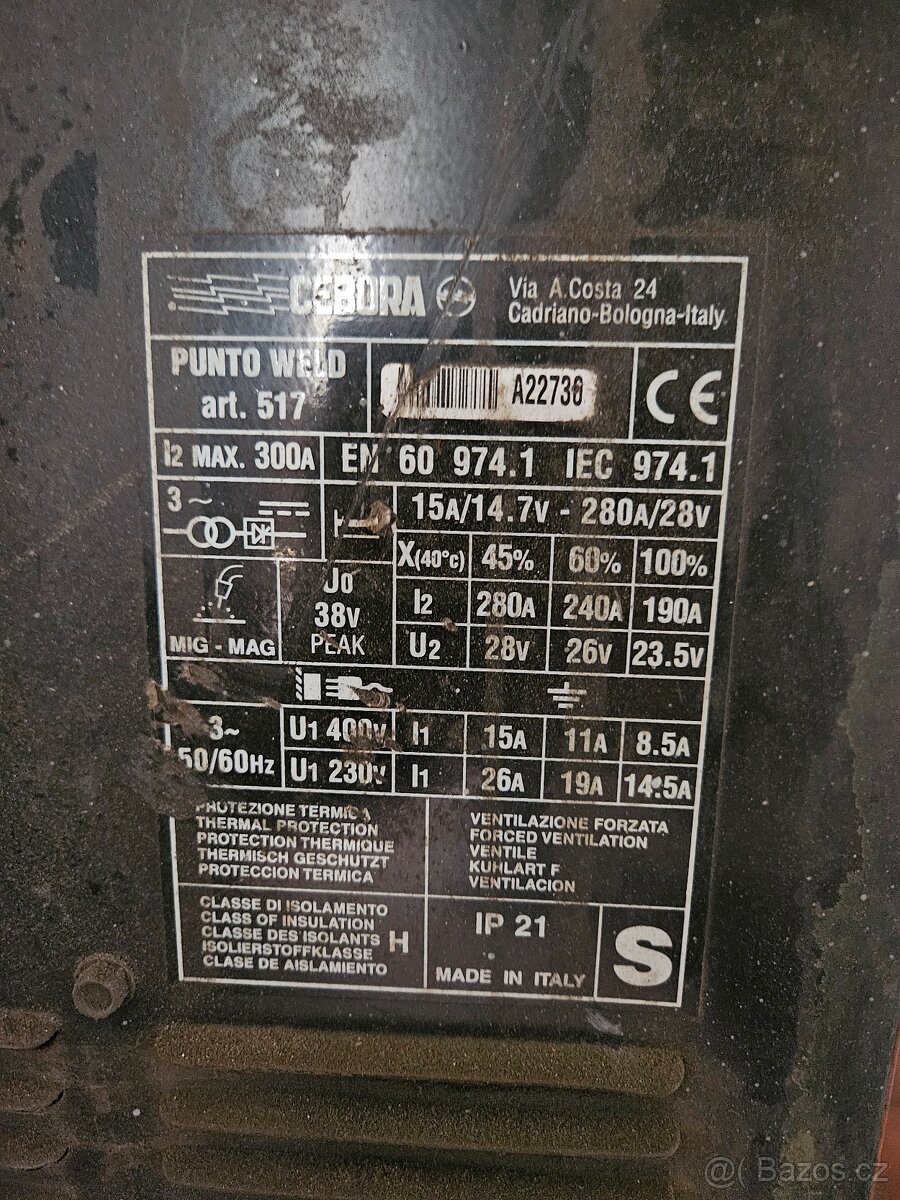 CEBORA
Via A.Costa 24
Cadriano-Bologna-Italy
PUNTO WELD
art. 517
A22736
CE
I2 MAX. 300A
EN 60 974.1 IEC 974.1
3~
15A/14.7V - 280A/28V
X(40°C) 45% 60% 100%
I2 280A 240A 190A
U2 28V 26V 23.5V
MIG - MAG
U0
38V
PEAK
3~
50/60Hz
U1 400V I1 15A 11A 8.5A
U1 230V I1 26A 19A 14.5A
PROTEZIONE TERMICA
THERMAL PROTECTION
PROTECTION THERMIQUE
THERMISCH GESCHUTZT
PROTECCION TERMICA
VENTILAZIONE FORZATA
FORCED VENTILATION
VENTILE
KUHLART F
VENTILACION
CLASSE DI ISOLAMENTO
CLASS OF INSULATION
CLASSE DES ISOLANTS H
ISOLIERSTOFFKLASSE
CLASE DE AISLAMIENTO
IP 21
MADE IN ITALY
S
@( Bazos.cz